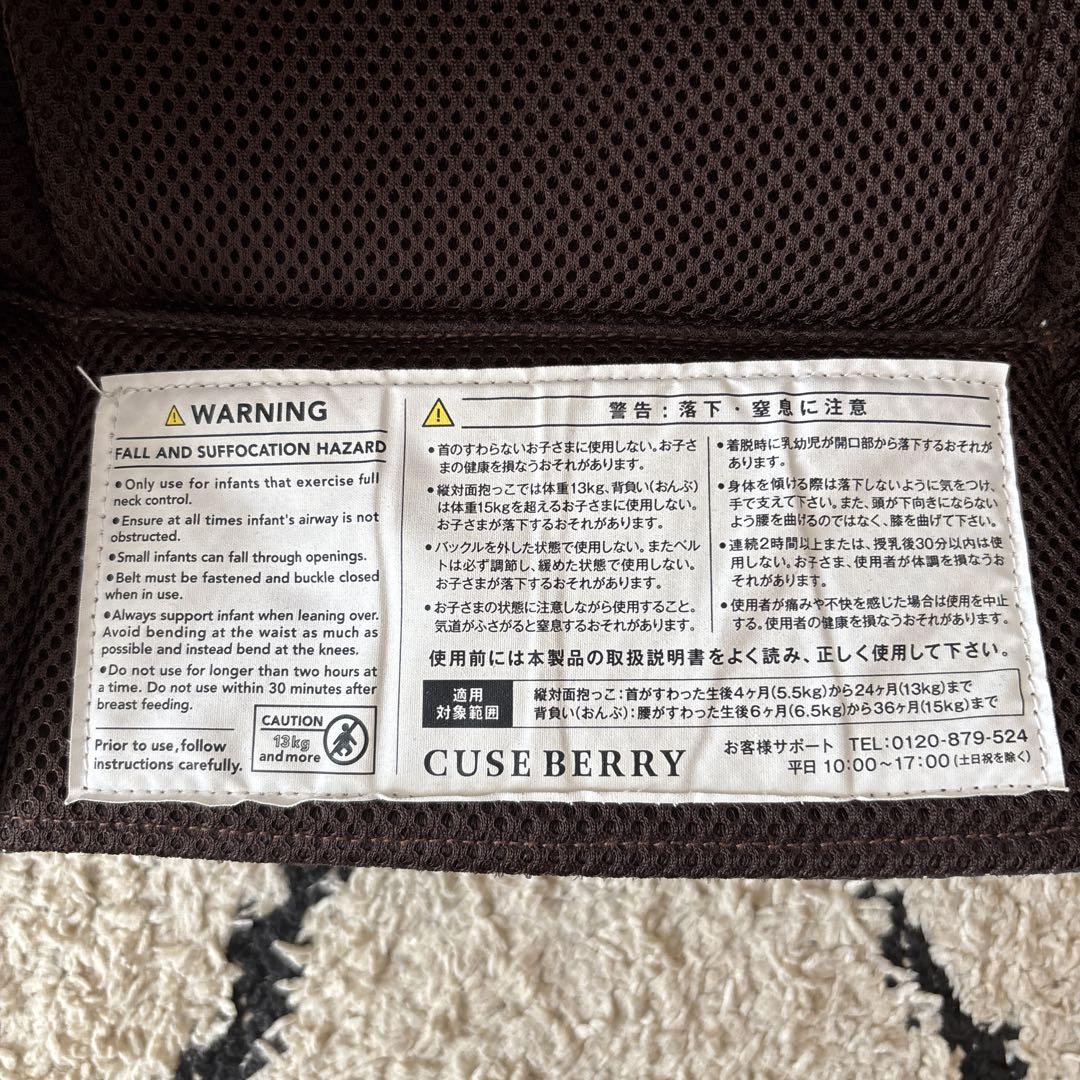 ⚠ WARNING
FALL AND SUFFOCATION HAZARD
•Only use for infants that exercise full
neck control.
•Ensure at all times infant's airway is not
obstructed.
•Small infants can fall through openings.
•Belt must be fastened and buckle closed
when in use.
•Always support infant when leaning over.
Avoid bending at the waist as much as
possible and instead bend at the knees.
•Do not use for longer than two hours at
a time. Do not use within 30 minutes after
breast feeding.
Prior to use,follow
instructions carefully.
CAUTION
13kg
and more
⚠ 警告：落下・窒息に注意
•首のすわらないお子さまに使用しない。お子さ
まの健康を損なうおそれがあります。
•縦対面抱っこでは体重13kg、背負い(おんぶ)
は体重15kgを超えるお子さまに使用しない。
お子さまが落下するおそれがあります。
•バックルを外した状態で使用しない。またベル
トは必ず調節し、緩めた状態で使用しない。
お子さまが落下するおそれがあります。
•お子さまの状態に注意しながら使用すること。
気道がふさがると窒息するおそれがあります。
•着脱時に乳幼児が開口部から落下するおそれが
あります。
•身体を傾ける際は落下しないように気をつけ、
手で支えて下さい。また、頭が下向きにならない
よう腰を曲げるのではなく、膝を曲げて下さい。
•連続2時間以上または、授乳後30分以内は使
用しない。お子さま、使用者が体調を損なうお
それがあります。
•使用者が痛みや不快を感じた場合は使用を中止
する。使用者の健康を損なうおそれがあります。
使用前には本製品の取扱説明書をよく読み、正しく使用して下さい。
適用
対象範囲
縦対面抱っこ：首がすわった生後4ヶ月(5.5kg)から24ヶ月(13kg)まで
背負い(おんぶ)：腰がすわった生後6ヶ月(6.5kg)から36ヶ月(15kg)まで
CUSE BERRY
お客様サポート TEL:0120-879-524
平日 10:00～17:00 (土日祝を除く)